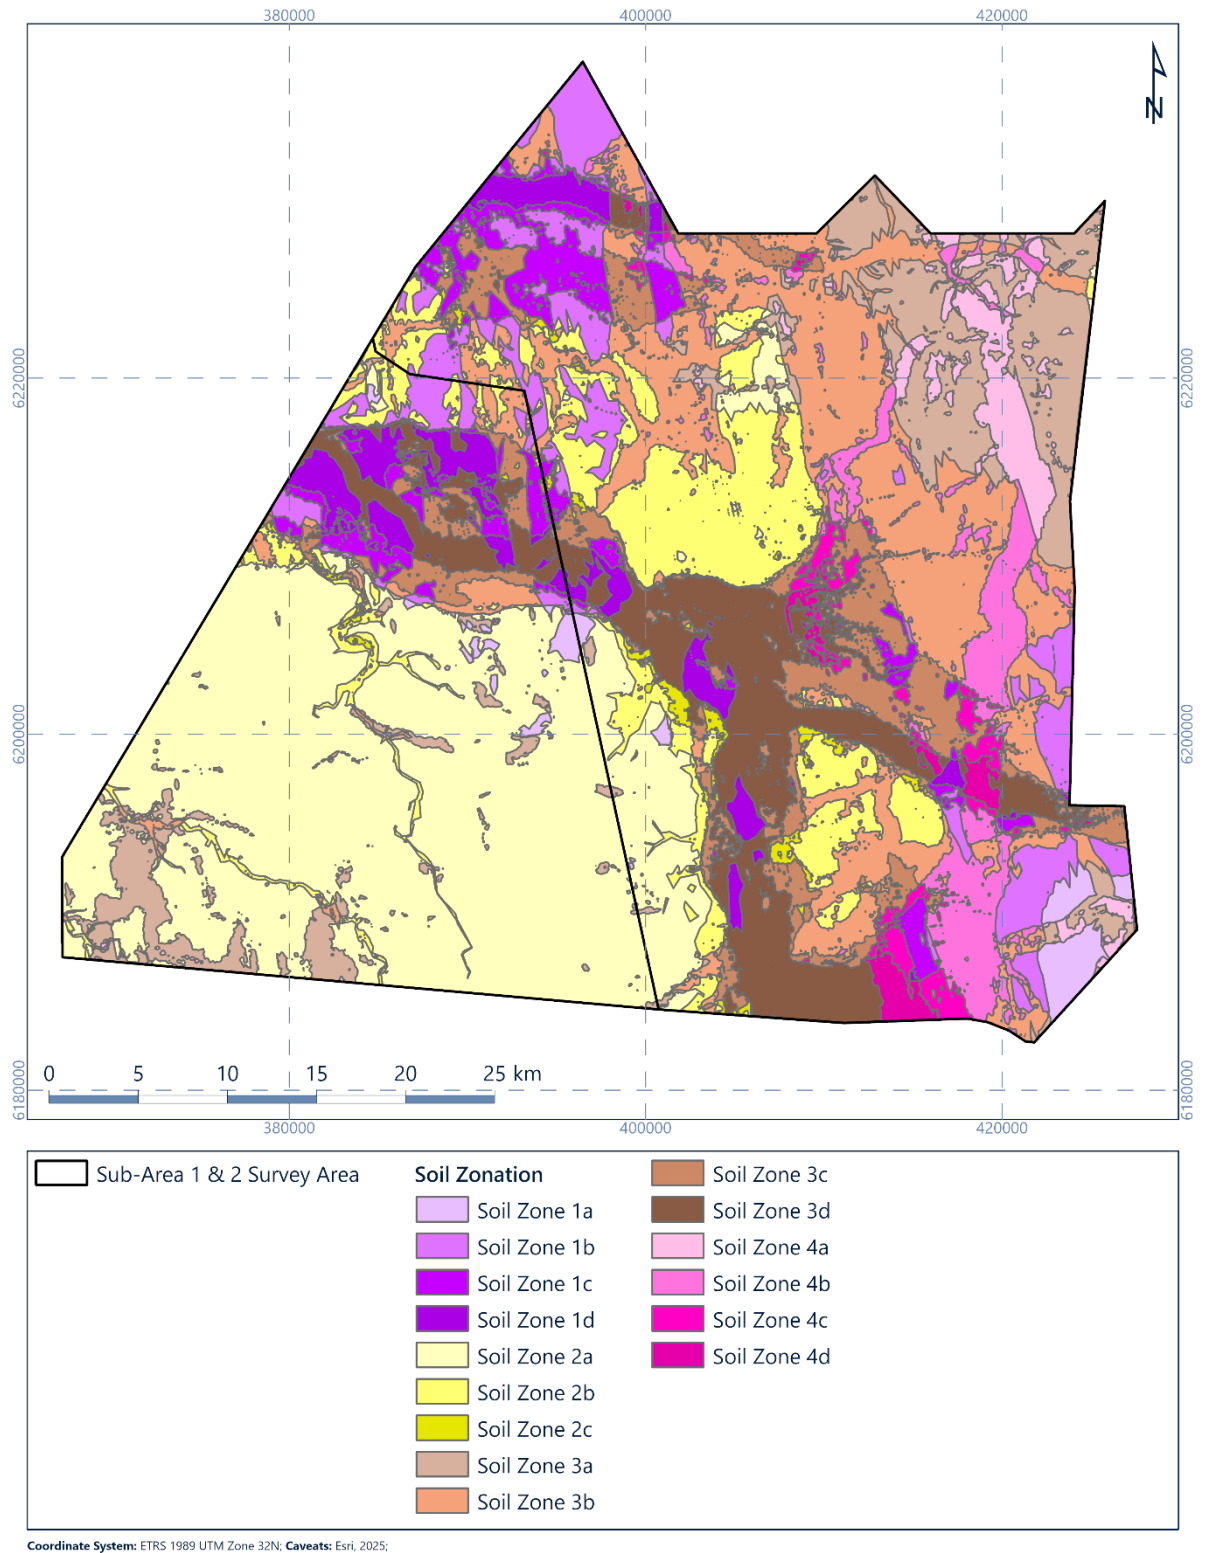 380000 400000 420000
N
6220000 6220000
6200000 6200000
0 5 10 15 20 25 km
6180000 6180000
380000 400000 420000
Sub-Area 1 & 2 Survey Area
Soil Zonation
Soil Zone 1a
Soil Zone 1b
Soil Zone 1c
Soil Zone 1d
Soil Zone 2a
Soil Zone 2b
Soil Zone 2c
Soil Zone 3a
Soil Zone 3b
Soil Zone 3c
Soil Zone 3d
Soil Zone 4a
Soil Zone 4b
Soil Zone 4c
Soil Zone 4d
Coordinate System: ETRS 1989 UTM Zone 32N; Caveats: Esri, 2025;